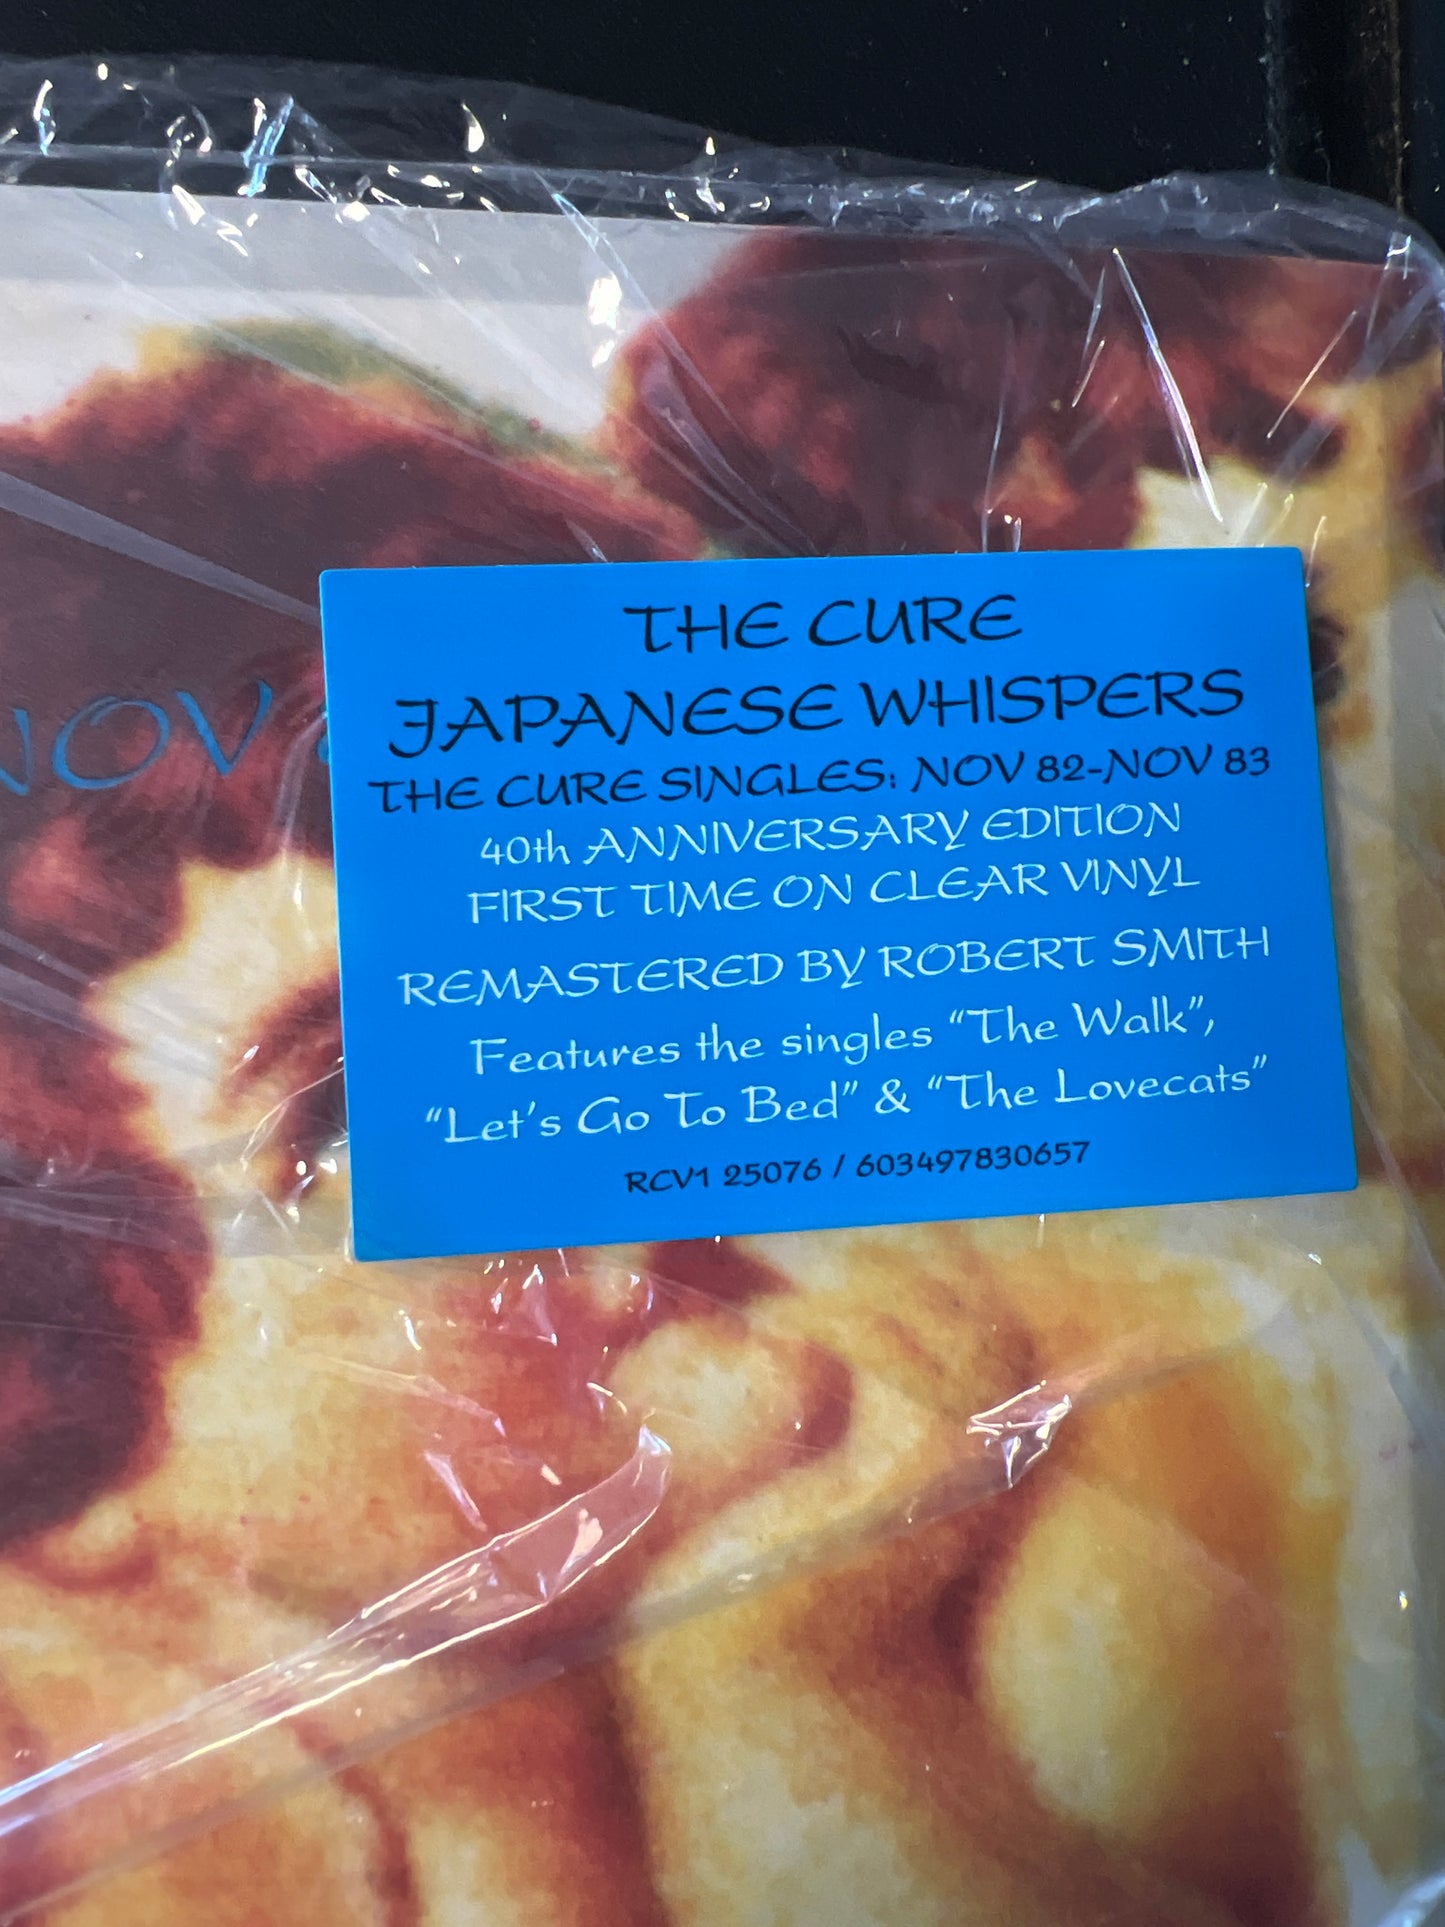 NOV
THE CURE
JAPANESE WHISPERS
THE CURE SINGLES: NOV 82-NOV 83
40th ANNIVERSARY EDITION
FIRST TIME ON CLEAR VINYL
REMASTERED BY ROBERT SMITH
Features the singles “The Walk”,
“Let's Go To Bed” & “The Lovecats”
RCV1 25076 / 603497830657